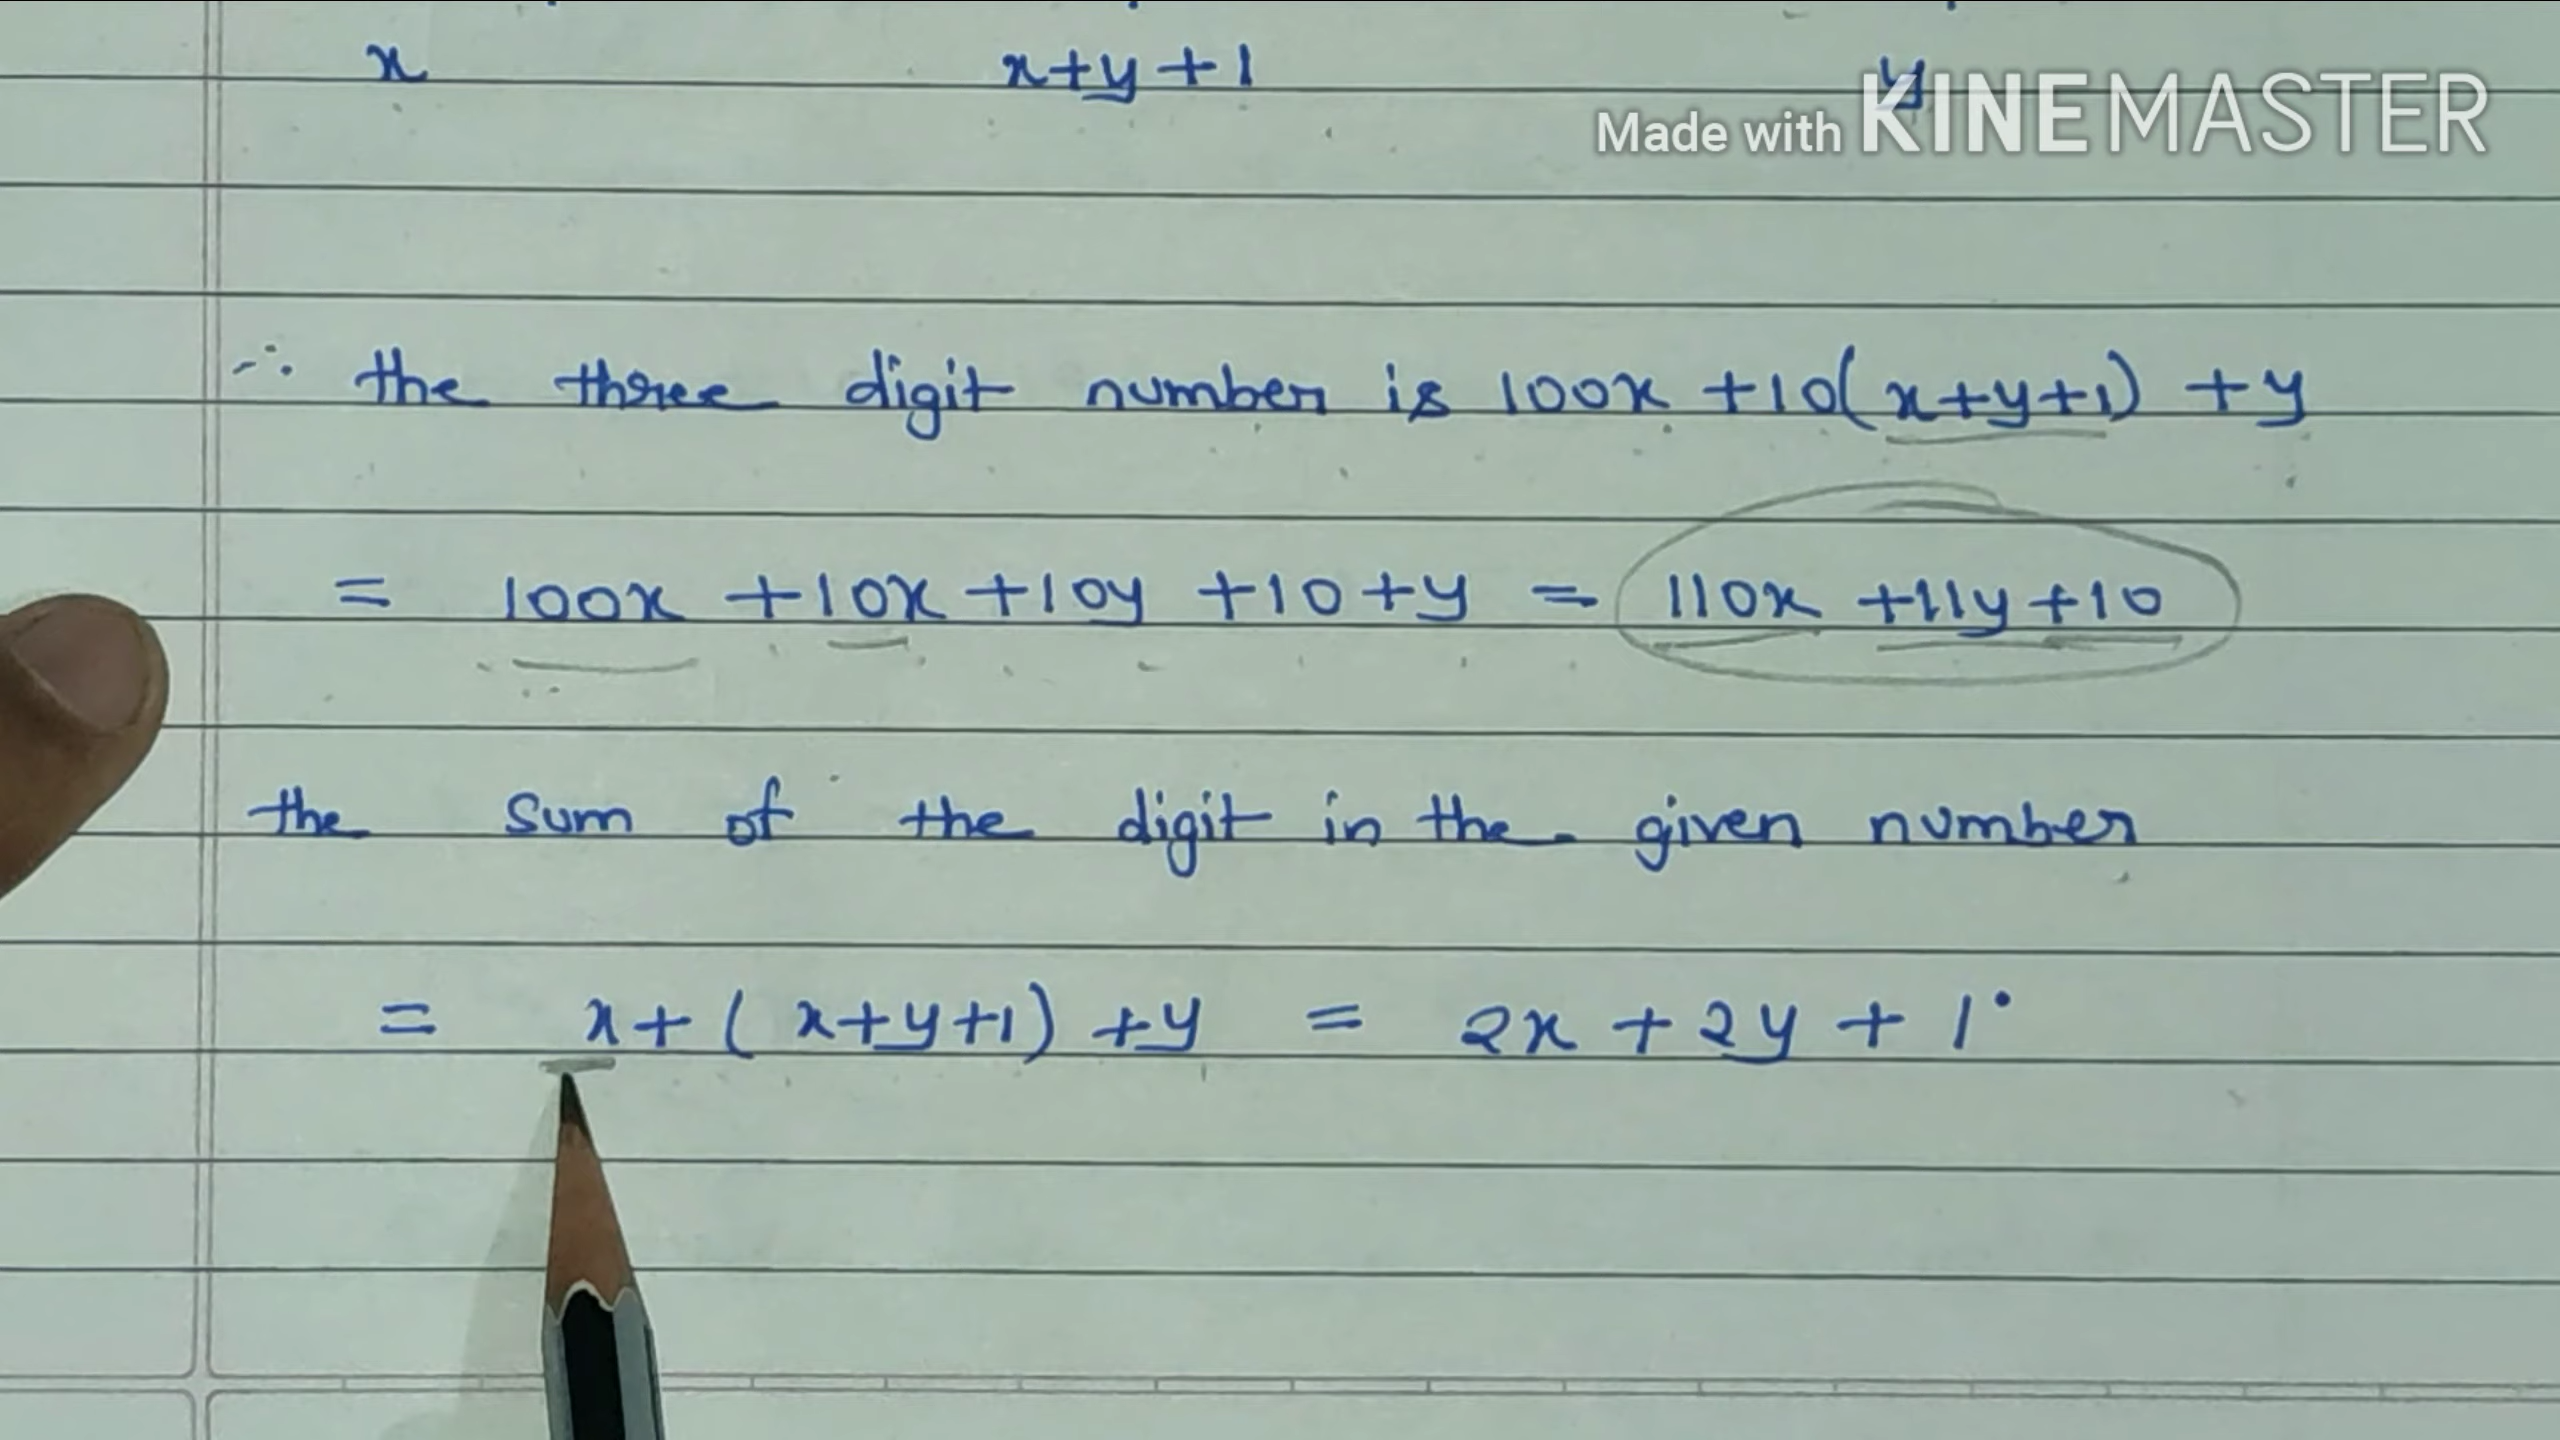 x x+y+1 y
Made with KINEMASTER
∴ the three digit number is 100x +10(x+y+1) +y
= 100x +10x +10y +10+y = 110x +11y+10
the sum of the digit in the given number
= x+(x+y+1)+y = 2x+2y+1